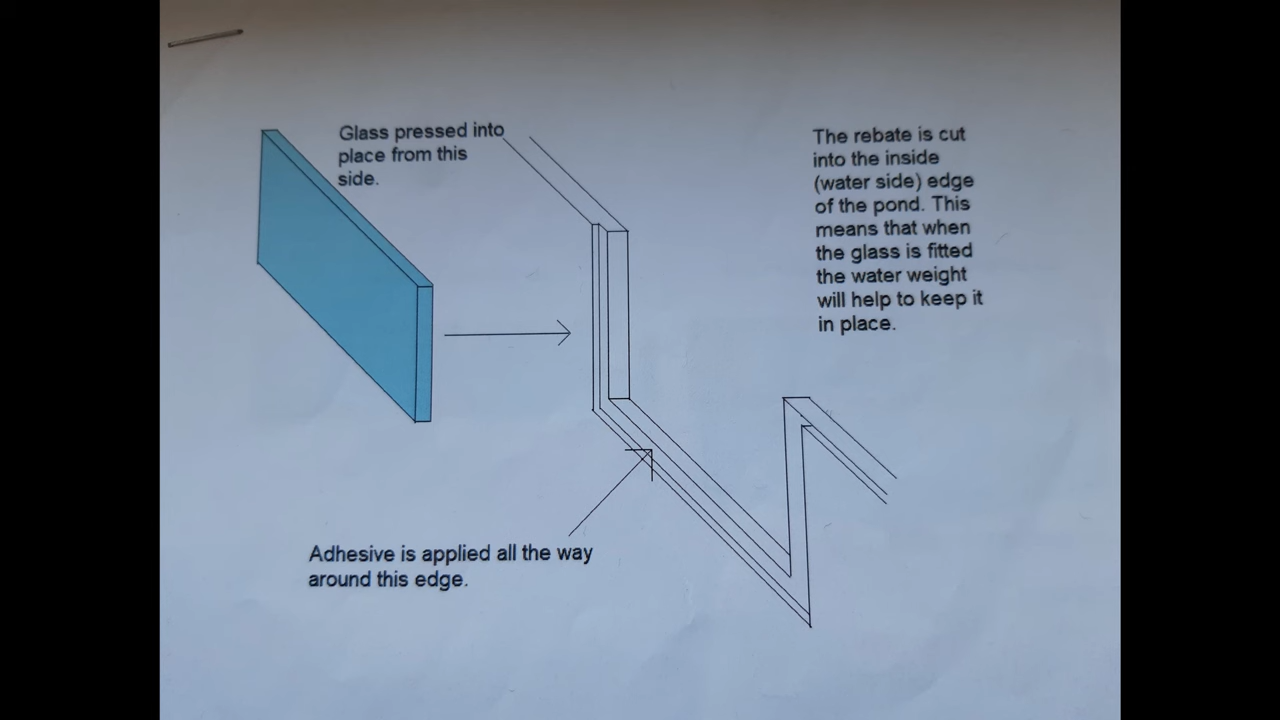 Glass pressed into
place from this
side.
The rebate is cut
into the inside
(water side) edge
of the pond. This
means that when
the glass is fitted
the water weight
will help to keep it
in place.
Adhesive is applied all the way
around this edge.